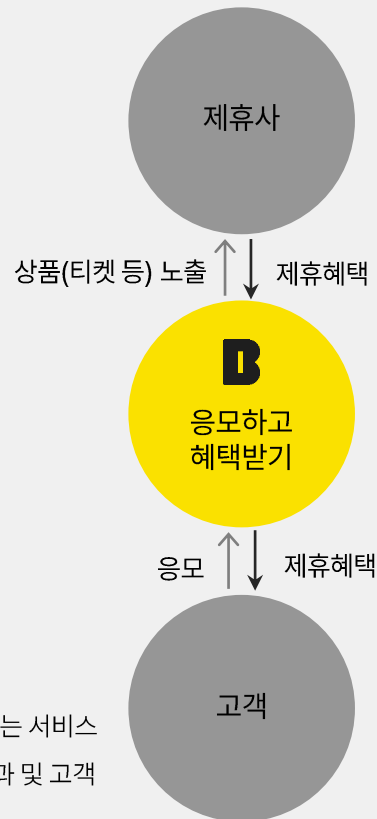 제휴사
상품(티켓 등) 노출
제휴혜택
B
응모하고
혜택받기
응모
제휴혜택
고객
는 서비스
및 고객